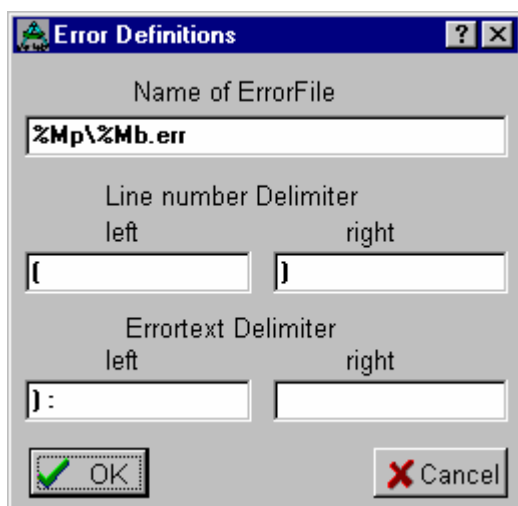 Error Definitions
Name of ErrorFile
%Mp\%Mb.err
Line number Delimiter
left right
( )
Errortext Delimiter
left right
) :
OK Cancel